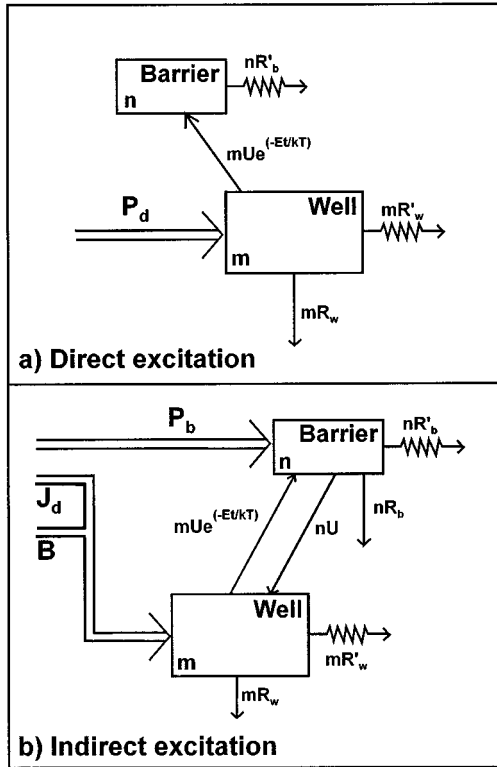 Barrier
n
nR'b
mUe(-Et/kT)
Pd
Well
m
mR'w
mRw
a) Direct excitation
Pb
Barrier
n
nR'b
Jd
B
mUe(-Et/kT)
nU
nRb
Well
m
mR'w
mRw
b) Indirect excitation